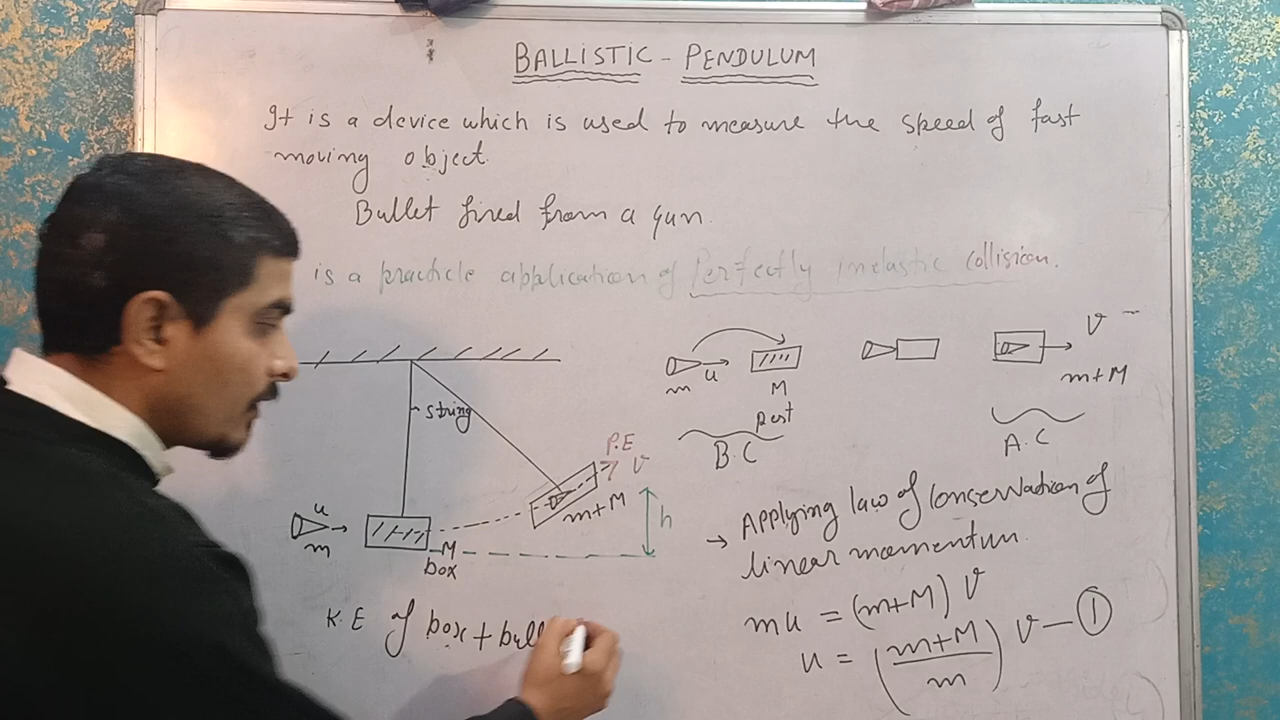 BALLISTIC - PENDULUM
It is a device which is used to measure the speed of fast
moving object.
Bullet fired from a gun.
is a practicle application of Perfectly inelastic collision.
string
u
m
M
box
P.E
v
m+M
h
u
m
M
Rest
B.C
v
m+M
A.C
→ Applying law of conservation of
linear momentum.
mu = (m+M) v
u = (m+M/m) v — ①
K.E of box + bull